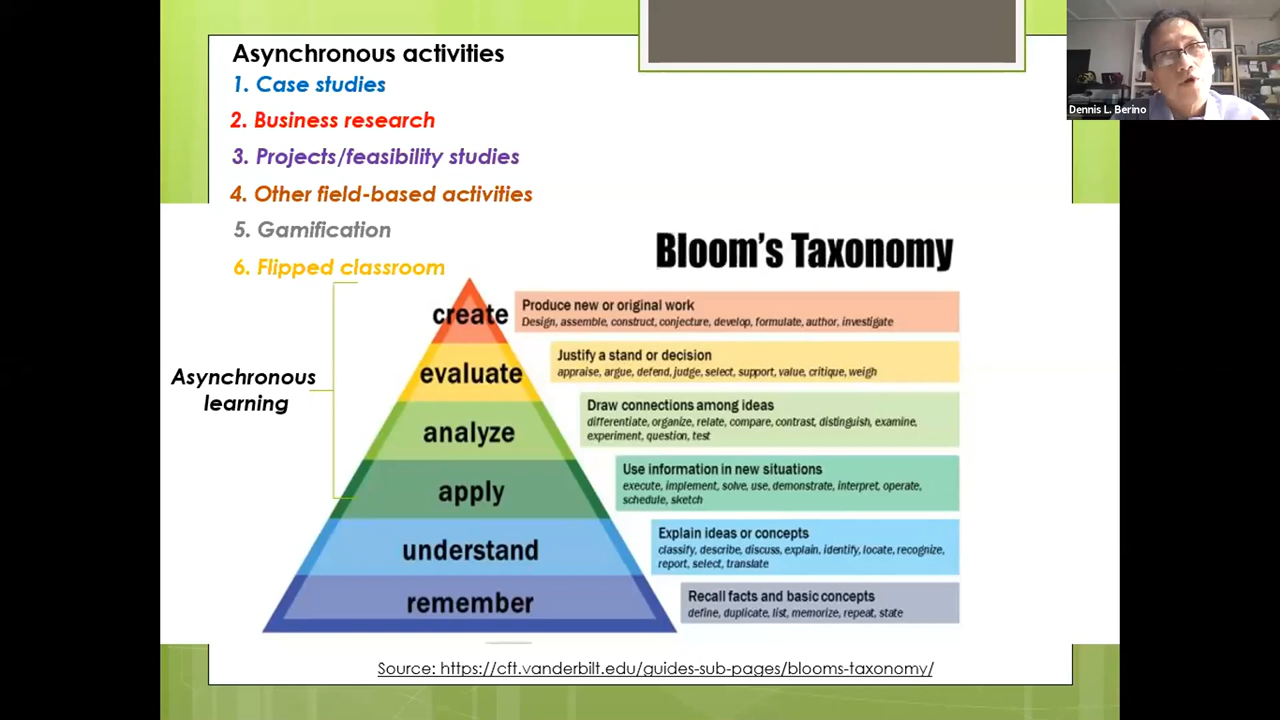 Asynchronous activities
1. Case studies
2. Business research
3. Projects/feasibility studies
4. Other field-based activities
5. Gamification
6. Flipped classroom
Dennis L. Berino
Bloom's Taxonomy
Asynchronous
learning
create
Produce new or original work
Design, assemble, construct, conjecture, develop, formulate, author, investigate
evaluate
Justify a stand or decision
appraise, argue, defend, judge, select, support, value, critique, weigh
analyze
Draw connections among ideas
differentiate, organize, relate, compare, contrast, distinguish, examine,
experiment, question, test
apply
Use information in new situations
execute, implement, solve, use, demonstrate, interpret, operate,
schedule, sketch
understand
Explain ideas or concepts
classify, describe, discuss, explain, identify, locate, recognize,
report, select, translate
remember
Recall facts and basic concepts
define, duplicate, list, memorize, repeat, state
Source: https://cft.vanderbilt.edu/guides-sub-pages/blooms-taxonomy/